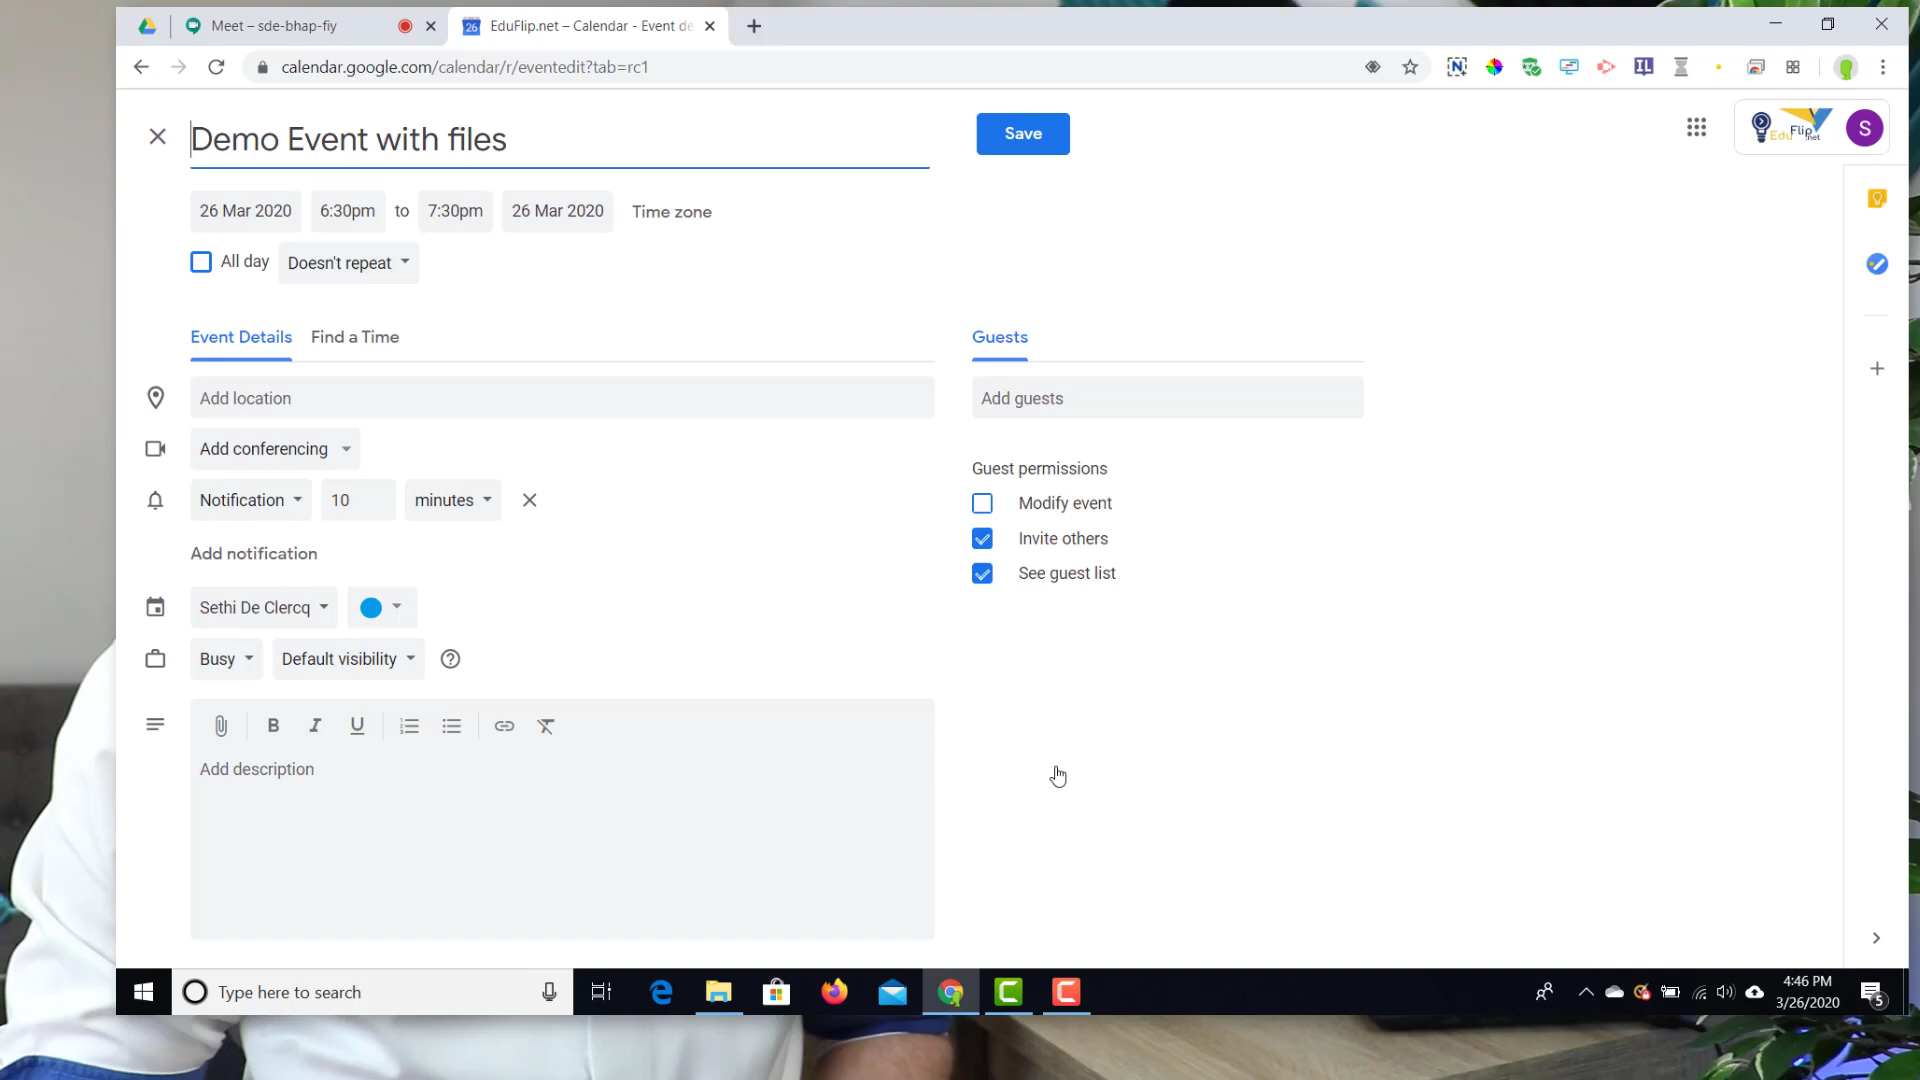 Meet – sde-bhap-fiy
26 EduFlip.net – Calendar - Event de
calendar.google.com/calendar/r/eventedit?tab=rc1
N
IL
Demo Event with files
Save
EduFlip.net
S
26 Mar 2020 6:30pm to 7:30pm 26 Mar 2020 Time zone
All day Doesn't repeat
Event Details Find a Time
Guests
Add location
Add guests
Add conferencing
Guest permissions
Notification 10 minutes
Modify event
Invite others
Add notification
See guest list
Sethi De Clercq
Busy Default visibility
B I U
Add description
Type here to search
4:46 PM
3/26/2020
5